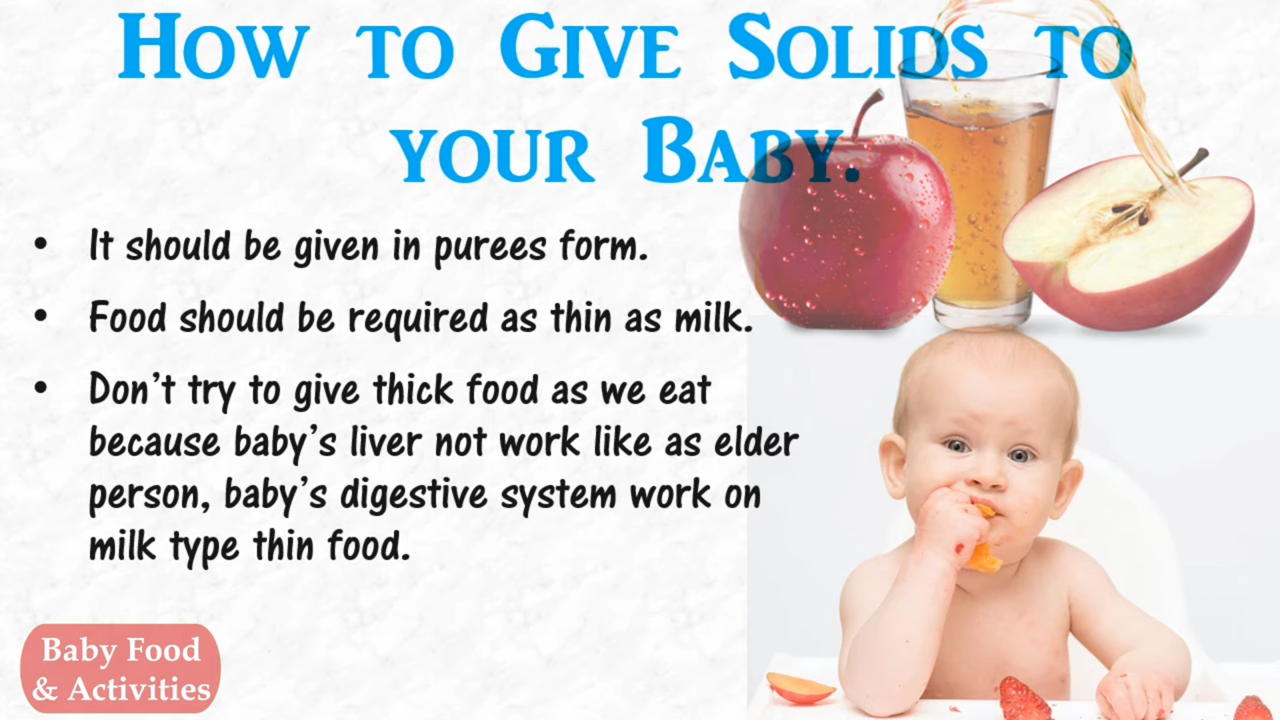 How to Give Solids to
your Baby.
• It should be given in purees form.
• Food should be required as thin as milk.
• Don't try to give thick food as we eat
because baby's liver not work like as elder
person, baby's digestive system work on
milk type thin food.
Baby Food
& Activities